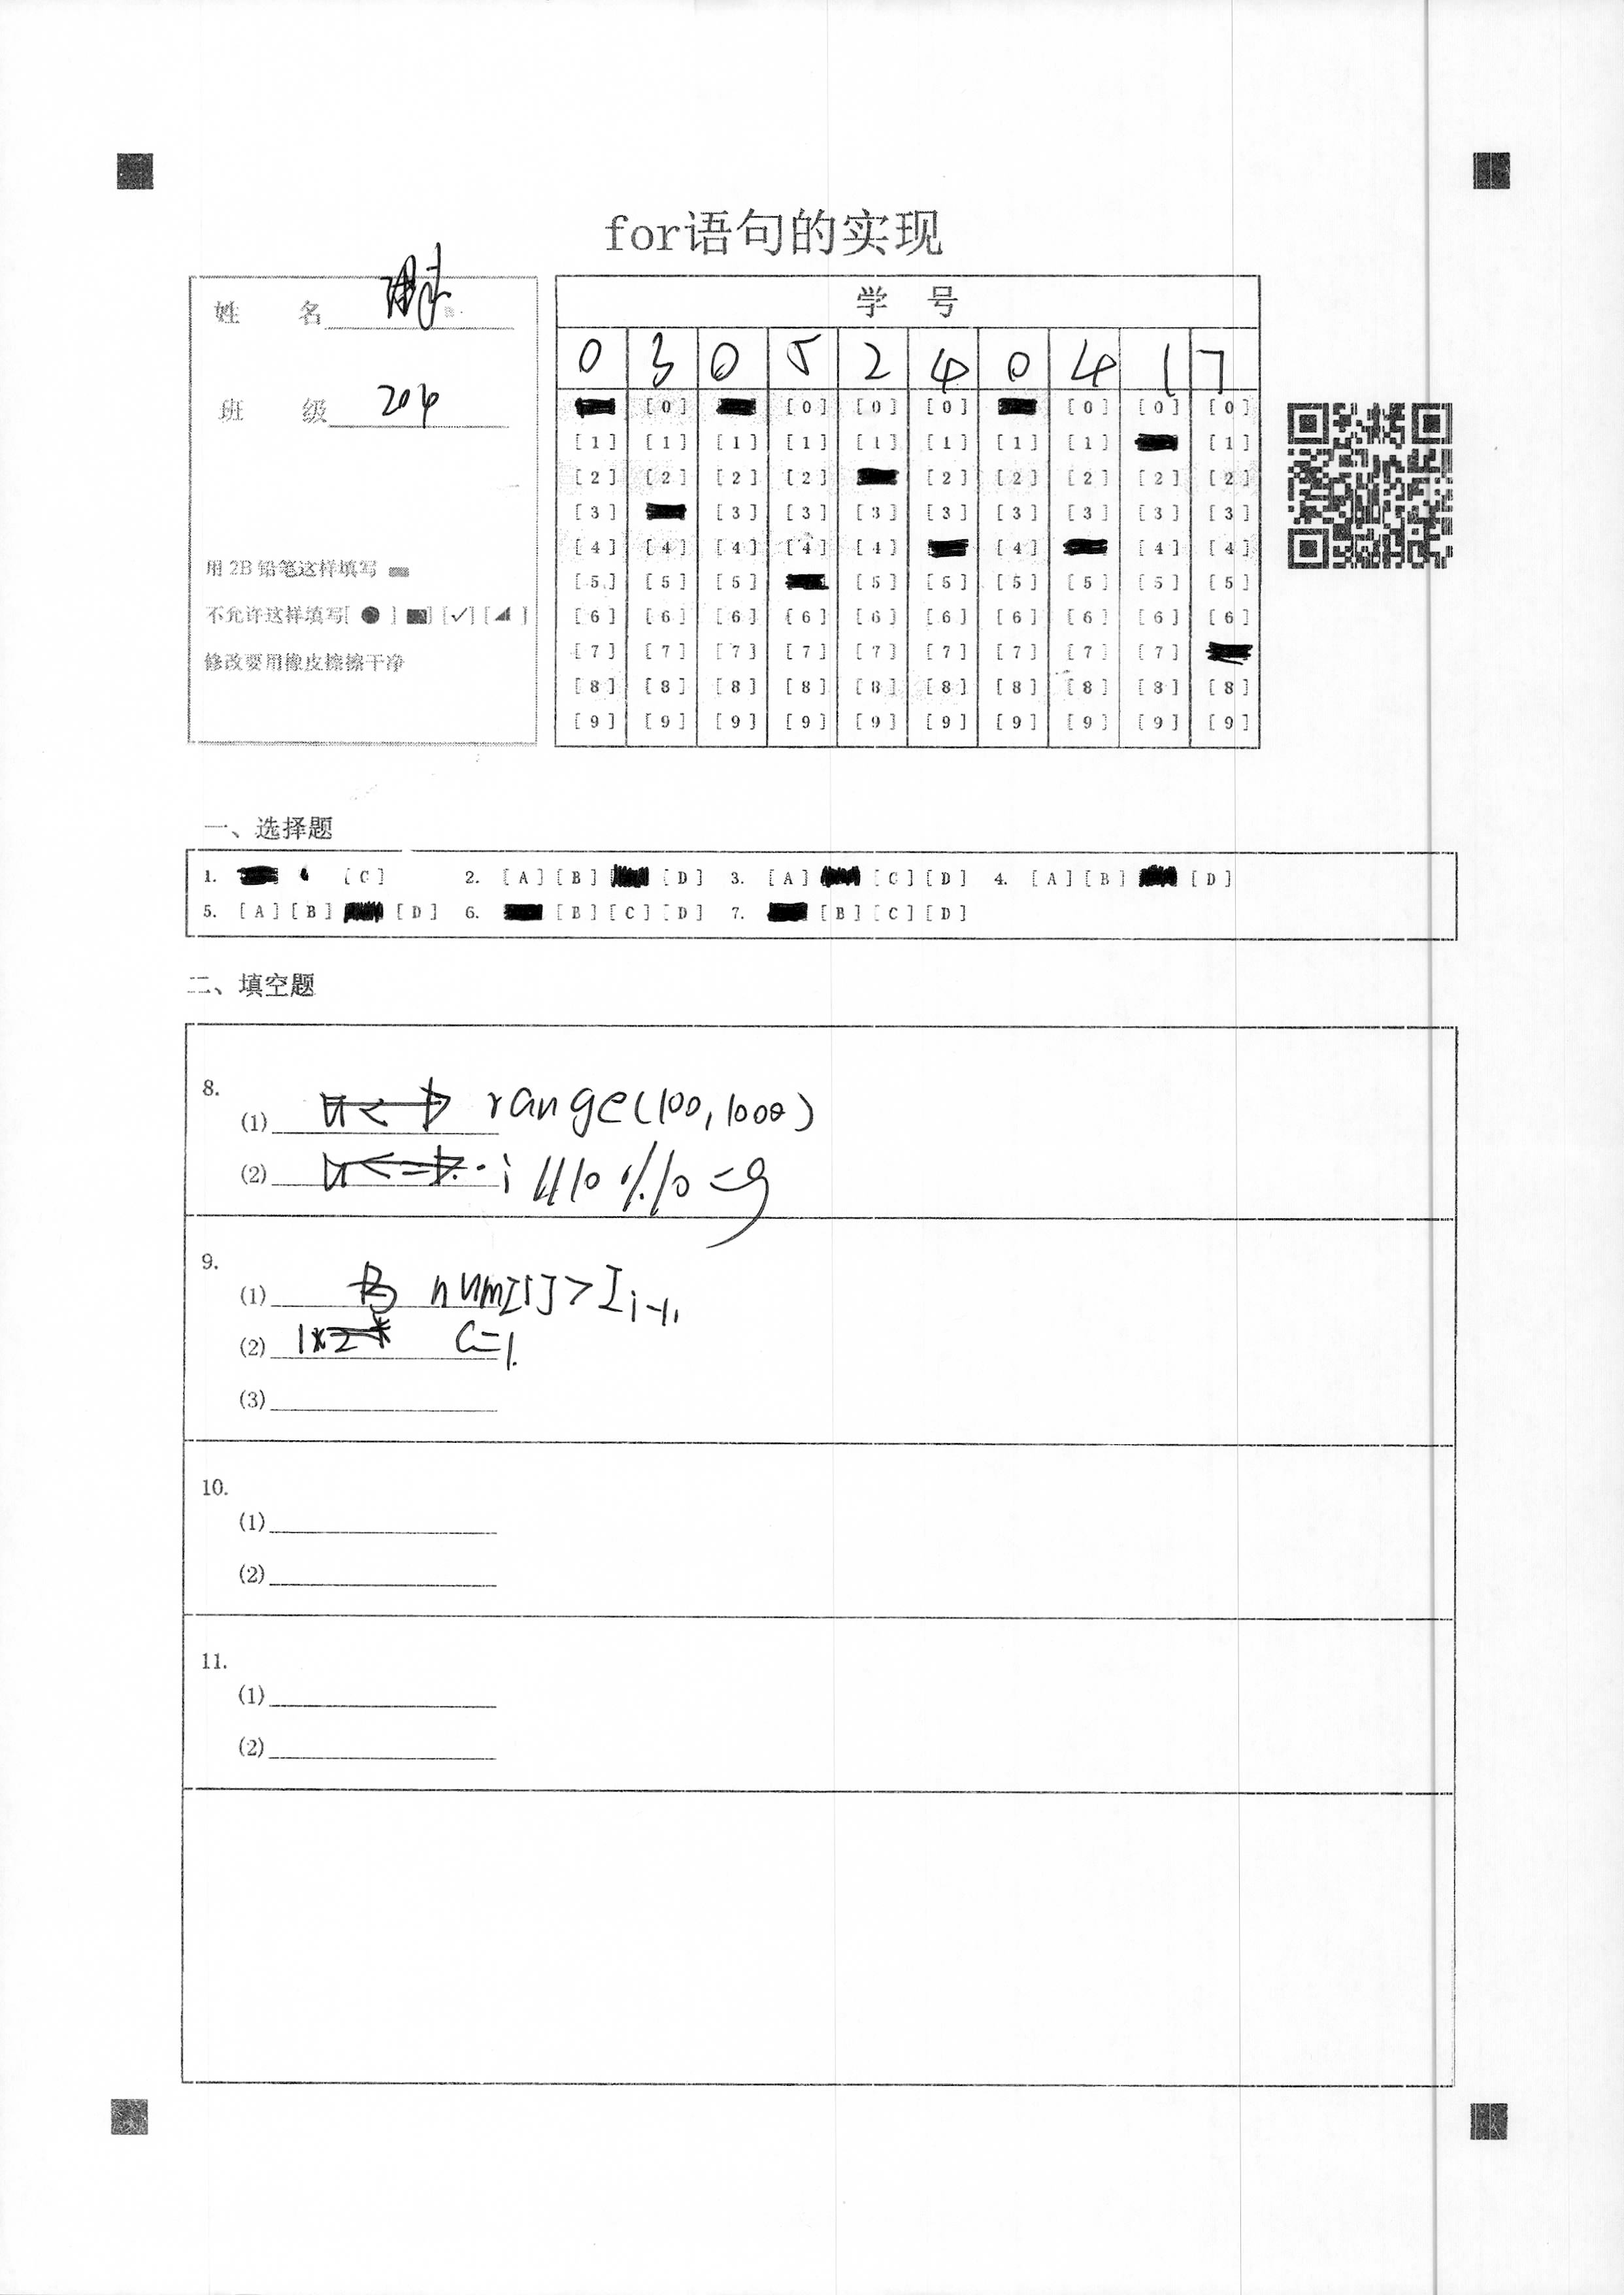 for语句的实现
姓 名
班 级 204
用 2B 铅笔这样填写
不允许这样填写[ ● ] [■] [✓] [◢ ]
修改要用橡皮擦擦干净
学 号
0 3 0 5 2 4 0 4 1 7
[0] [0] [0] [0] [0] [0] [0]
[1] [1] [1] [1] [1] [1] [1] [1] [1]
[2] [2] [2] [2] [2] [2] [2] [2] [2]
[3] [3] [3] [3] [3] [3] [3] [3] [3]
[4] [4] [4] [4] [4] [4] [4] [4]
[5] [5] [5] [5] [5] [5] [5] [5] [5]
[6] [6] [6] [6] [6] [6] [6] [6] [6] [6]
[7] [7] [7] [7] [7] [7] [7] [7] [7]
[8] [8] [8] [8] [8] [8] [8] [8] [8] [8]
[9] [9] [9] [9] [9] [9] [9] [9] [9] [9]
一、选择题
1. [C] 2. [A] [B] [D] 3. [A] [C] [D] 4. [A] [B] [D]
5. [A] [B] [D] 6. [B] [C] [D] 7. [B] [C] [D]
二、填空题
8.
(1) range(100,1000)
(2) i//10%10=9
9.
(1) num[i]>I i-1
(2) C=1
(3)
10.
(1)
(2)
11.
(1)
(2)